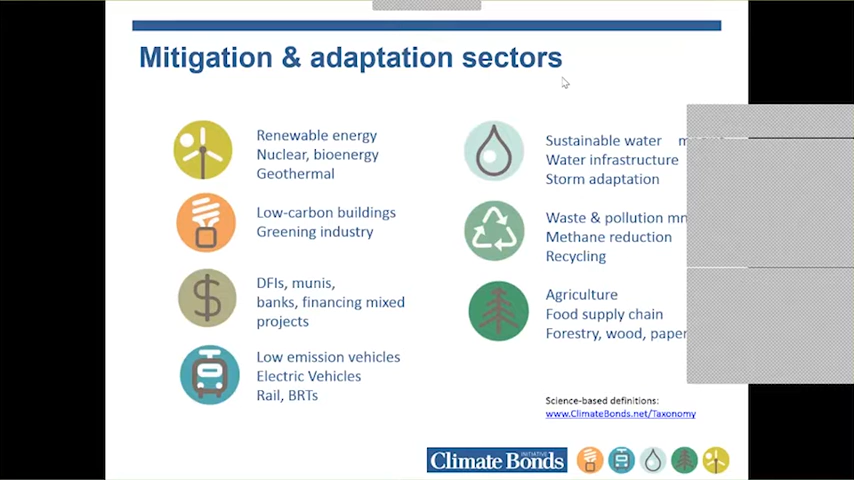 Mitigation & adaptation sectors
Renewable energy
Nuclear, bioenergy
Geothermal
Low-carbon buildings
Greening industry
DFIs, munis,
banks, financing mixed
projects
Low emission vehicles
Electric Vehicles
Rail, BRTs
Sustainable water
Water infrastructure
Storm adaptation
Waste & pollution
Methane reduction
Recycling
Agriculture
Food supply chain
Forestry, wood, paper
Science-based definitions:
www.ClimateBonds.net/Taxonomy
Climate Bonds
INITIATIVE